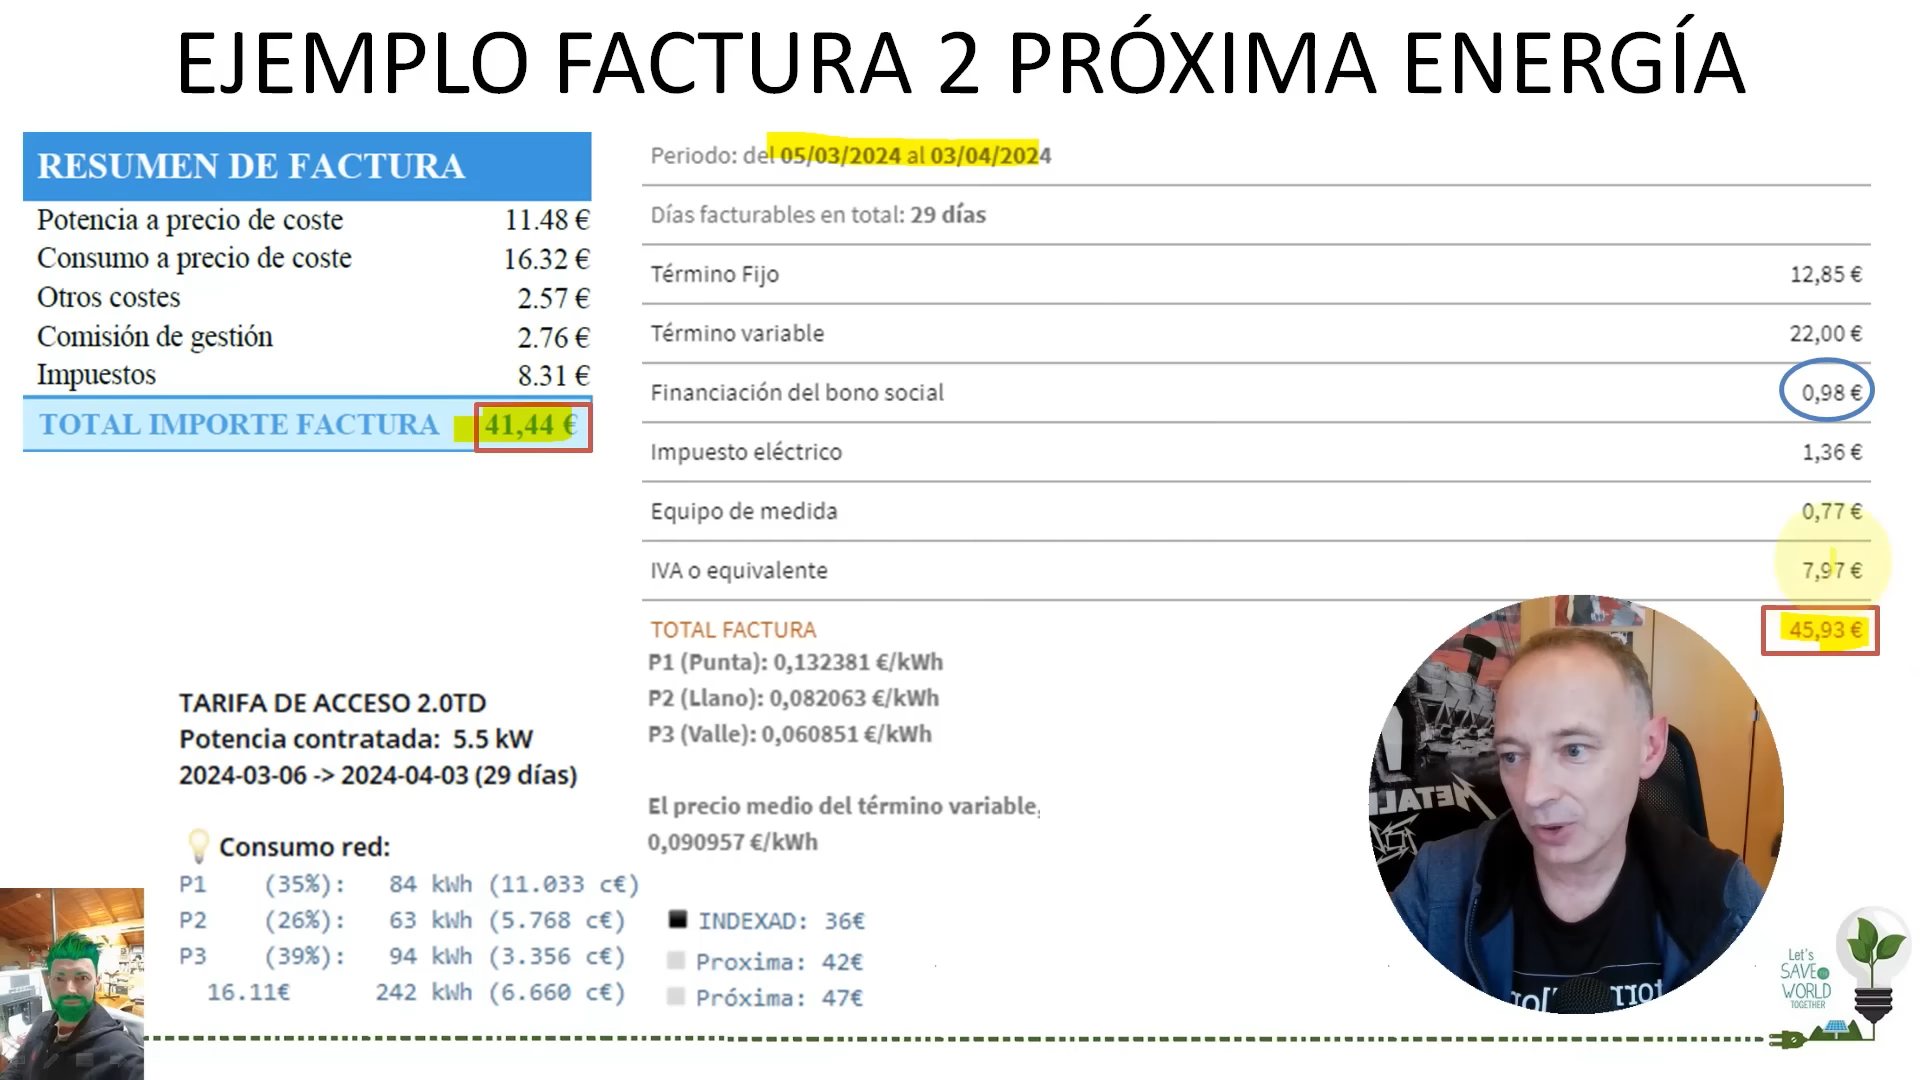 EJEMPLO FACTURA 2 PRÓXIMA ENERGÍA
RESUMEN DE FACTURA
Potencia a precio de coste 11.48 €
Consumo a precio de coste 16.32 €
Otros costes 2.57 €
Comisión de gestión 2.76 €
Impuestos 8.31 €
TOTAL IMPORTE FACTURA 41,44 €
Periodo: del 05/03/2024 al 03/04/2024
Días facturables en total: 29 días
Término Fijo 12,85 €
Término variable 22,00 €
Financiación del bono social 0,98 €
Impuesto eléctrico 1,36 €
Equipo de medida 0,77 €
IVA o equivalente 7,97 €
TOTAL FACTURA 45,93 €
P1 (Punta): 0,132381 €/kWh
P2 (Llano): 0,082063 €/kWh
P3 (Valle): 0,060851 €/kWh
El precio medio del término variable,
0,090957 €/kWh
TARIFA DE ACCESO 2.0TD
Potencia contratada: 5.5 kW
2024-03-06 -> 2024-04-03 (29 días)
Consumo red:
P1 (35%): 84 kWh (11.033 c€)
P2 (26%): 63 kWh (5.768 c€)
P3 (39%): 94 kWh (3.356 c€)
16.11€ 242 kWh (6.660 c€)
INDEXAD: 36€
Proxima: 42€
Próxima: 47€
METALLI
Let's
SAVE THE
WORLD
TOGETHER